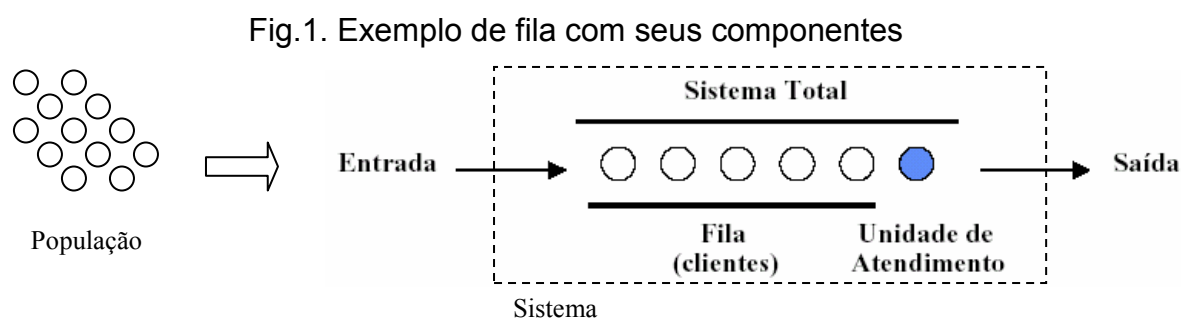 Fig.1. Exemplo de fila com seus componentes
Sistema Total
Entrada
Saída
População
Fila
(clientes)
Unidade de
Atendimento
Sistema